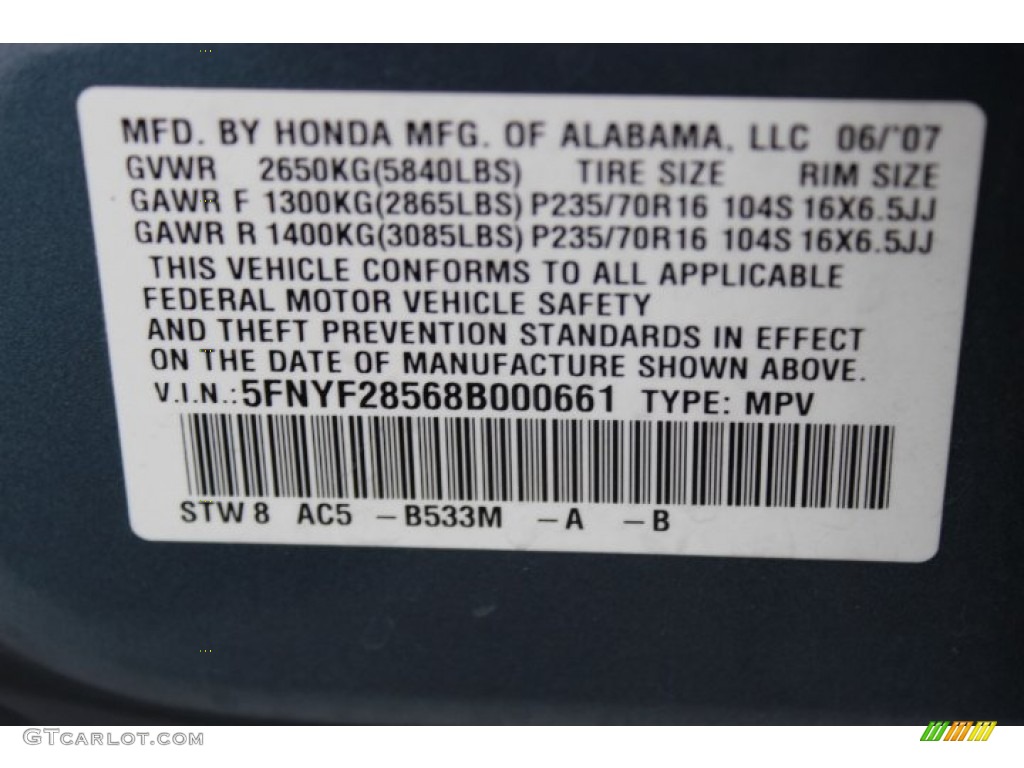 MFD. BY HONDA MFG. OF ALABAMA, LLC 06/'07
GVWR 2650KG(5840LBS) TIRE SIZE RIM SIZE
GAWR F 1300KG(2865LBS) P235/70R16 104S 16X6.5JJ
GAWR R 1400KG(3085LBS) P235/70R16 104S 16X6.5JJ
THIS VEHICLE CONFORMS TO ALL APPLICABLE
FEDERAL MOTOR VEHICLE SAFETY
AND THEFT PREVENTION STANDARDS IN EFFECT
ON THE DATE OF MANUFACTURE SHOWN ABOVE.
V.I.N.: 5FNYF28568B000661 TYPE: MPV
STW 8 AC5 -B533M -A -B
GTCARLOT.COM